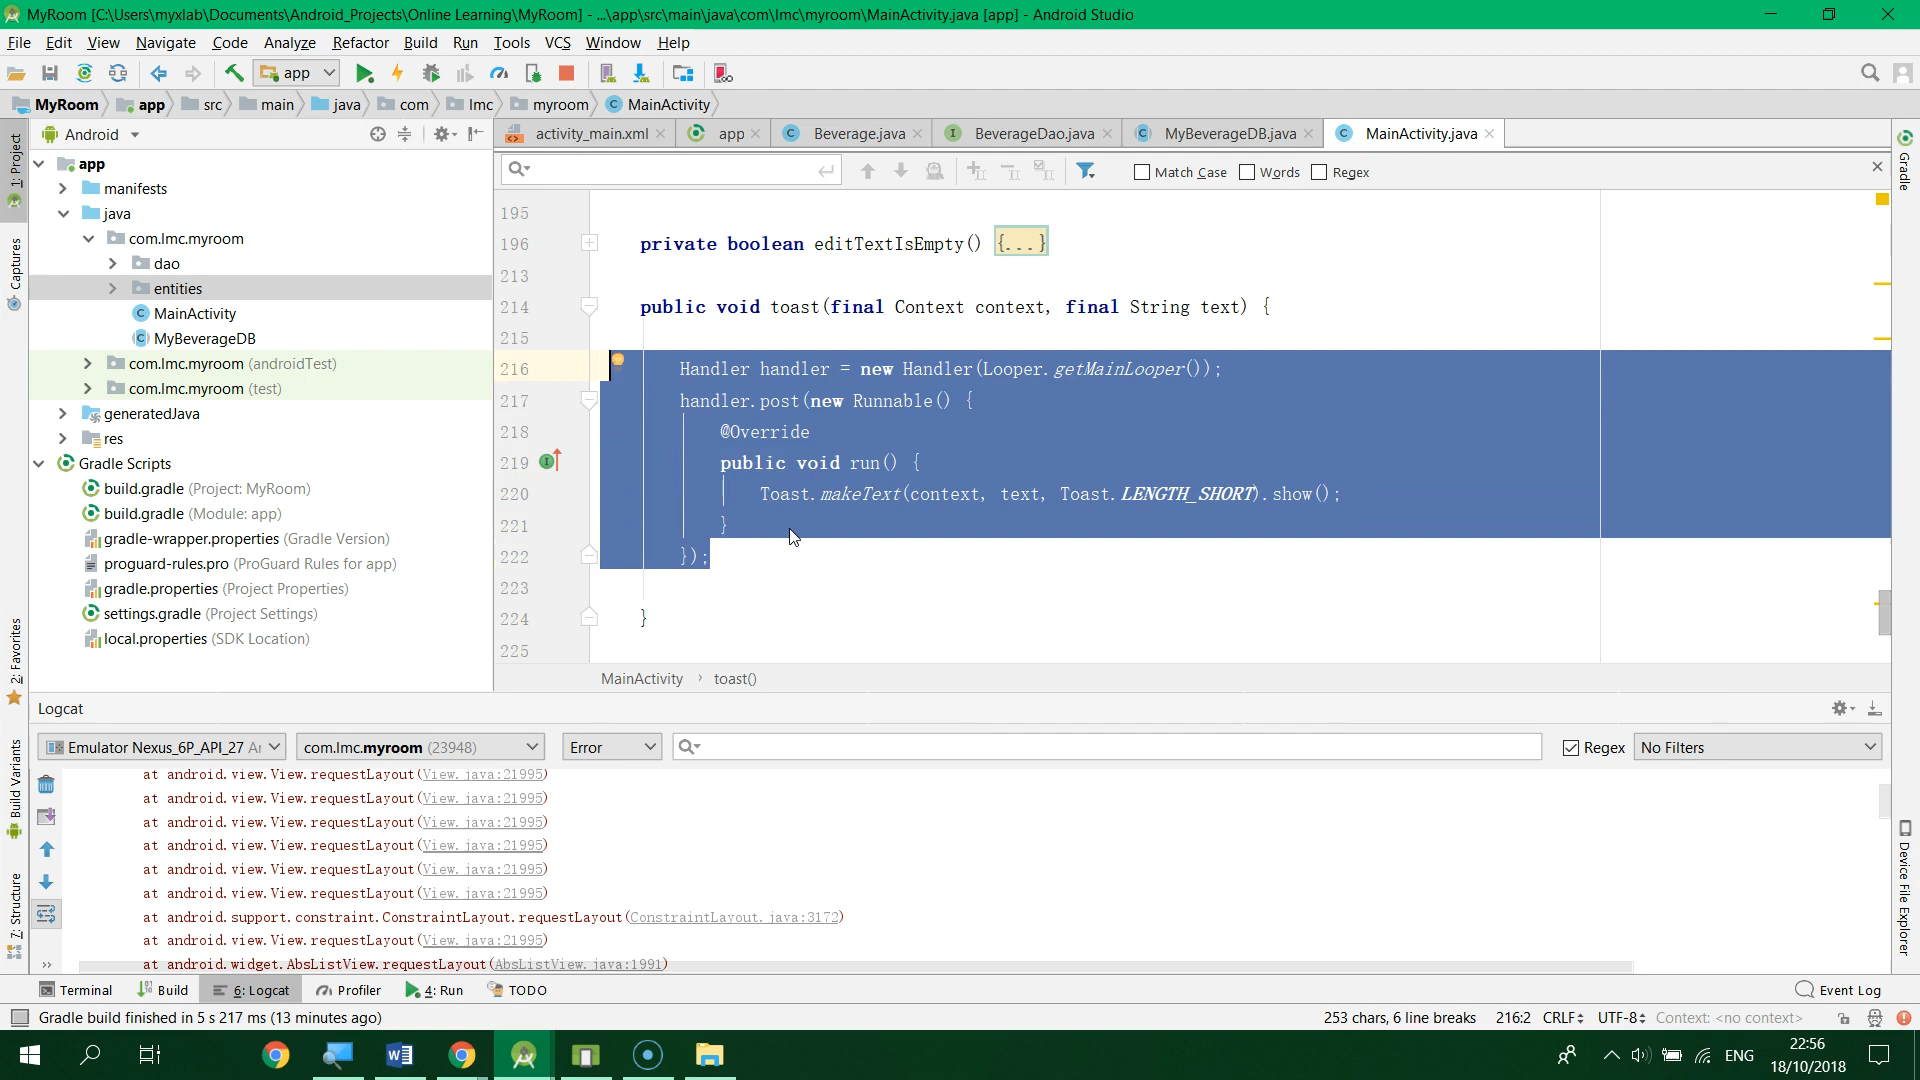 MyRoom [C:\Users\myxlab\Documents\Android_Projects\Online Learning\MyRoom] - ...\app\src\main\java\com\lmc\myroom\MainActivity.java [app] - Android Studio
File Edit View Navigate Code Analyze Refactor Build Run Tools VCS Window Help
app
MyRoom app src main java com lmc myroom MainActivity
Android
activity_main.xml app Beverage.java BeverageDao.java MyBeverageDB.java MainActivity.java
Match Case Words Regex
1: Project
Captures
2: Favorites
Build Variants
7: Structure
Gradle
Device File Explorer
app
manifests
java
com.lmc.myroom
dao
entities
MainActivity
MyBeverageDB
com.lmc.myroom (androidTest)
com.lmc.myroom (test)
generatedJava
res
Gradle Scripts
build.gradle (Project: MyRoom)
build.gradle (Module: app)
gradle-wrapper.properties (Gradle Version)
proguard-rules.pro (ProGuard Rules for app)
gradle.properties (Project Properties)
settings.gradle (Project Settings)
local.properties (SDK Location)
195
196 private boolean editTextIsEmpty() {...}
213
214 public void toast(final Context context, final String text) {
215
216 Handler handler = new Handler(Looper.getMainLooper());
217 handler.post(new Runnable() {
218 @Override
219 public void run() {
220 Toast.makeText(context, text, Toast.LENGTH_SHORT).show();
221 }
222 });
223
224 }
225
MainActivity › toast()
Logcat
Emulator Nexus_6P_API_27 com.lmc.myroom (23948) Error Regex No Filters
at android.view.View.requestLayout(View.java:21995)
at android.view.View.requestLayout(View.java:21995)
at android.view.View.requestLayout(View.java:21995)
at android.view.View.requestLayout(View.java:21995)
at android.view.View.requestLayout(View.java:21995)
at android.view.View.requestLayout(View.java:21995)
at android.support.constraint.ConstraintLayout.requestLayout(ConstraintLayout.java:3172)
at android.view.View.requestLayout(View.java:21995)
at android.widget.AbsListView.requestLayout(AbsListView.java:1991)
Terminal Build 6: Logcat Profiler 4: Run TODO Event Log
Gradle build finished in 5 s 217 ms (13 minutes ago) 253 chars, 6 line breaks 216:2 CRLF UTF-8 Context: <no context>
ENG 22:56
18/10/2018